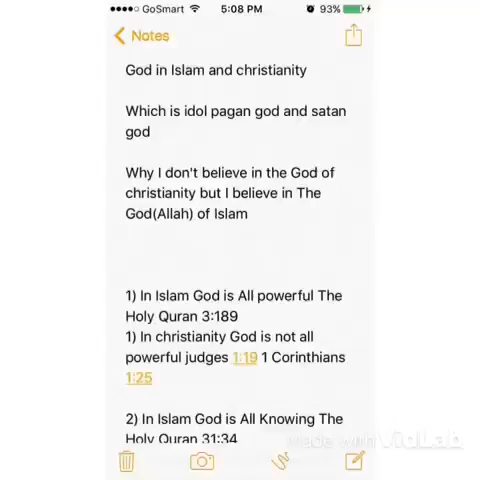 GoSmart 5:08 PM 93%
Notes
God in Islam and christianity
Which is idol pagan god and satan
god
Why I don't believe in the God of
christianity but I believe in The
God(Allah) of Islam
1) In Islam God is All powerful The
Holy Quran 3:189
1) In christianity God is not all
powerful judges 1:19 1 Corinthians
1:25
2) In Islam God is All Knowing The
Holy Quran 31:34
Made with VidLab